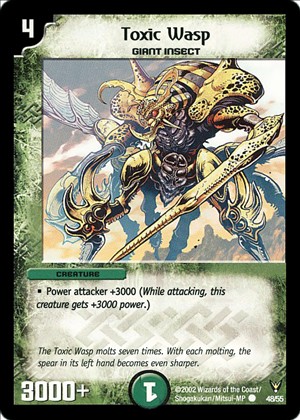 4
Toxic Wasp
GIANT INSECT
CREATURE
▪ Power attacker +3000 (While attacking, this
creature gets +3000 power.)
The Toxic Wasp molts seven times. With each molting, the
spear in its left hand becomes even sharper.
3000+
1
©2002 Wizards of the Coast/
Shogakukan/Mitsui-MP
48/55